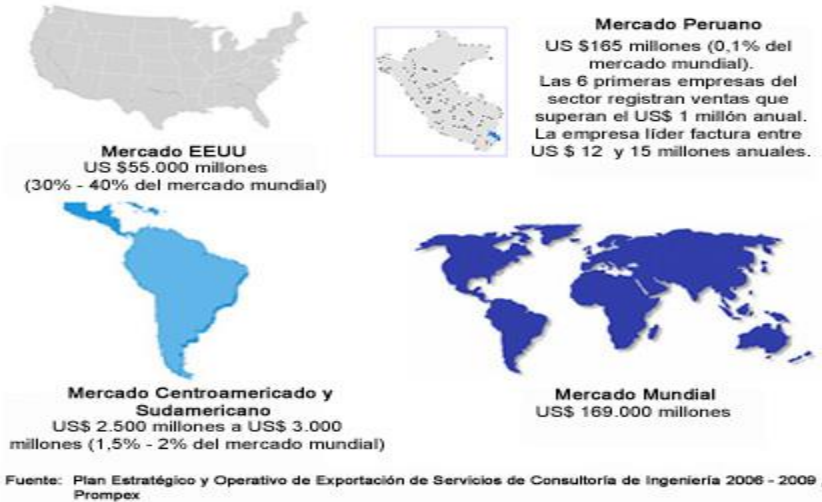 Mercado Peruano
US $165 millones (0,1% del
mercado mundial).
Las 6 primeras empresas del
sector registran ventas que
superan el US$ 1 millón anual.
La empresa líder factura entre
US $ 12 y 15 millones anuales.
Mercado EEUU
US $55.000 millones
(30% - 40% del mercado mundial)
Mercado Centroamericado y
Sudamericano
US$ 2.500 millones a US$ 3.000
millones (1,5% - 2% del mercado mundial)
Mercado Mundial
US$ 169.000 millones
Fuente: Plan Estratégico y Operativo de Exportación de Servicios de Consultoría de Ingeniería 2006 - 2009
Prompex